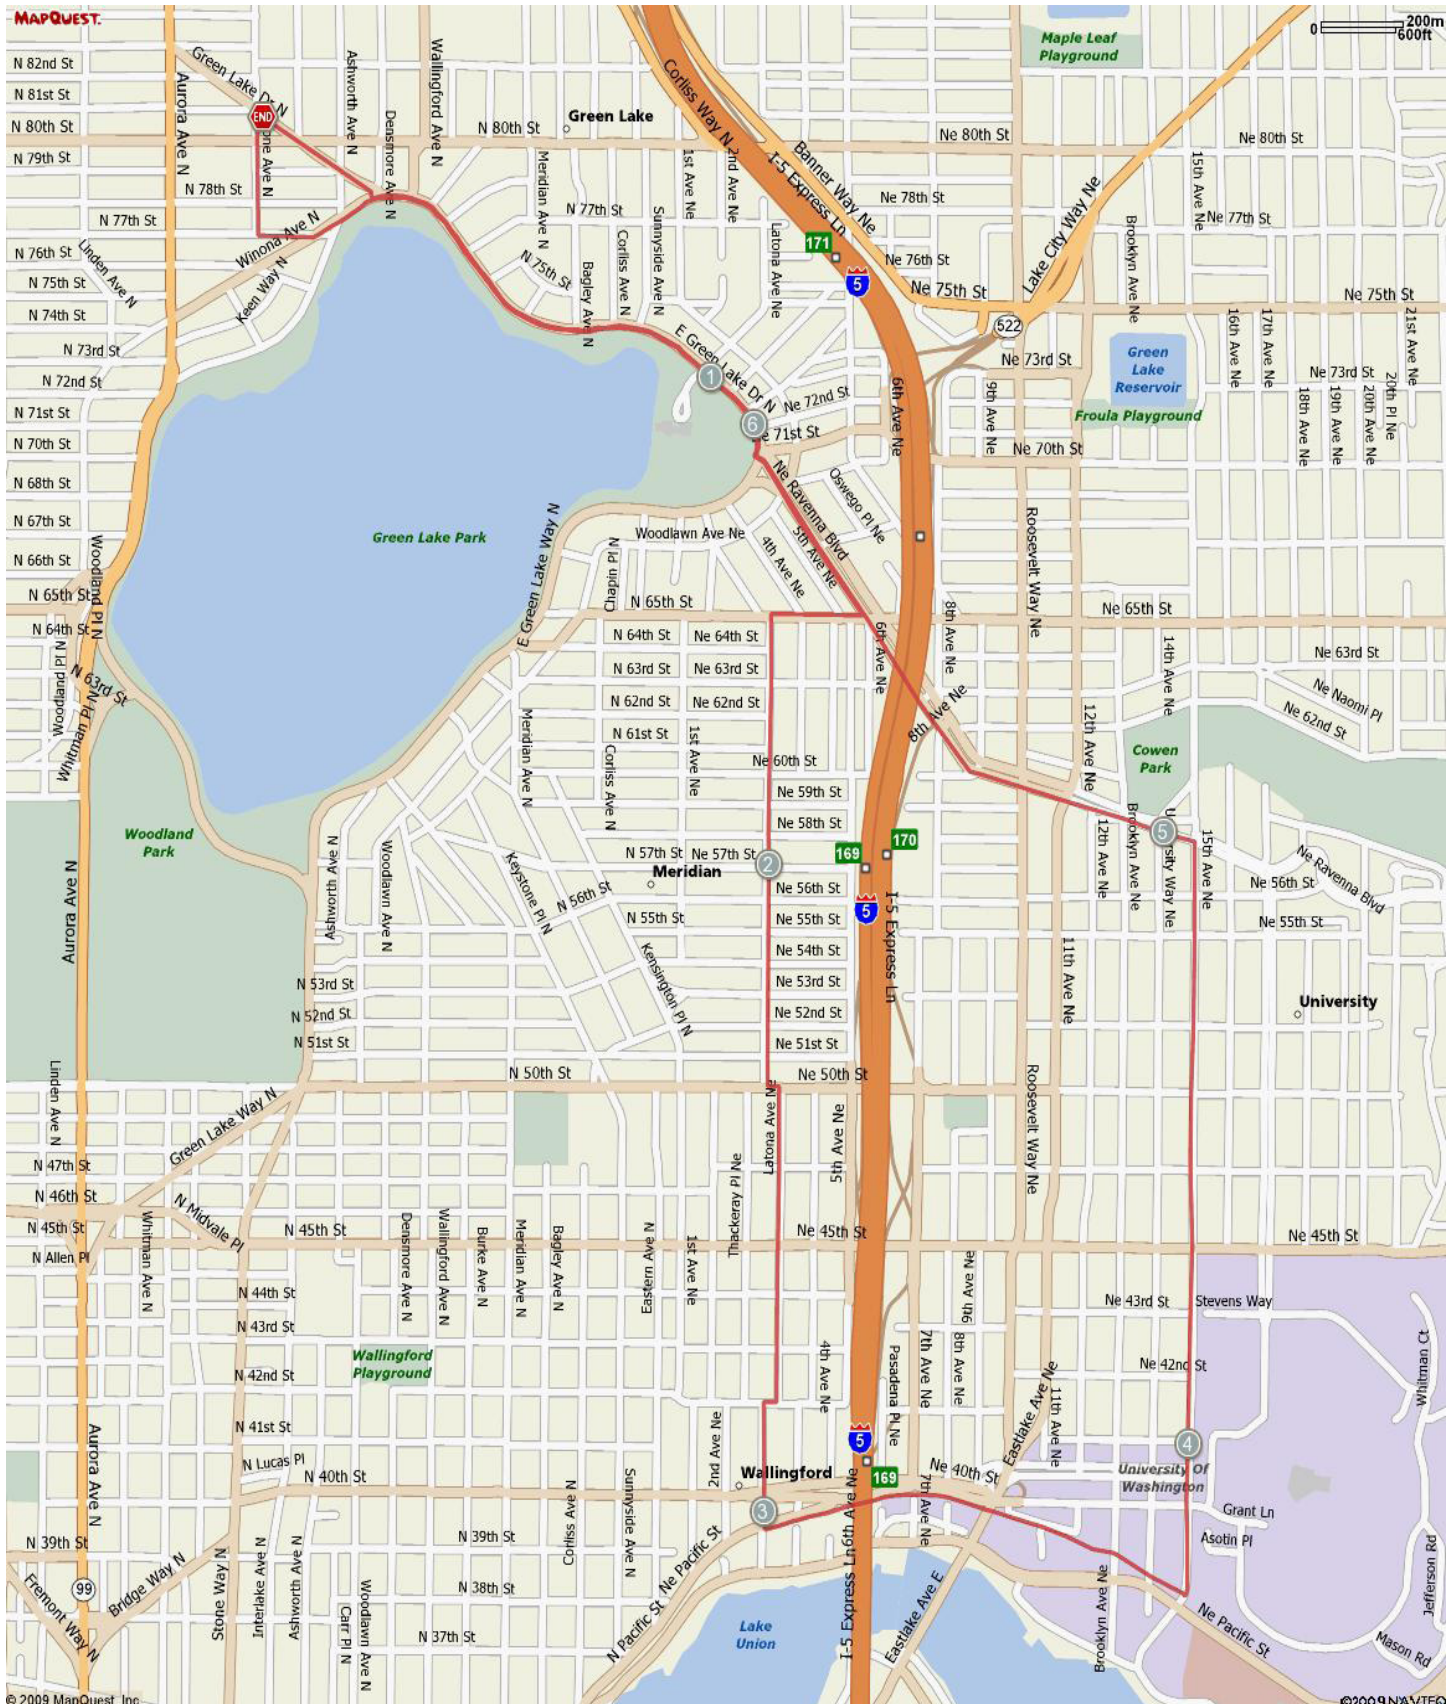 MAPQUEST.
200m
0
600ft
Maple Leaf
Playground
N 82nd St
Green Lake Dr N
Aurora Ave N
Ashworth Ave N
Wallingford Ave N
Corliss Way N
N 81st St
END
Densmore Ave N
Green Lake
N 80th St
N 80th St
Ne 80th St
Ne 80th St
Banner Way Ne
I-5 Express Ln
N 79th St
one Ave N
Meridian Ave N
1st Ave Ne
2nd Ave Ne
15th Ave Ne
N 78th St
Ne 78th St
Lake City Way Ne
N 77th St
N 77th St
Sunnyside Ave N
Latona Ave Ne
Ne 77th St
Brooklyn Ave Ne
N 76th St
Linden Ave N
Winona Ave N
Corliss Ave N
171
Ne 76th St
N 75th St
Keen Way N
N 75th St
Bagley Ave N
5
Ne 75th St
Ne 75th St
N 74th St
E Green Lake Dr N
522
16th Ave Ne
17th Ave Ne
21st Ave Ne
N 73rd St
Ne 73rd St
Green
Lake
Reservoir
N 72nd St
1
Ne 72nd St
6th Ave Ne
9th Ave Ne
Ne 73rd St
18th Ave Ne
19th Ave Ne
20th Ave Ne
20th Pl Ne
N 71st St
Froula Playground
6
e 71st St
N 70th St
Ne 70th St
N 68th St
Ne Ravenna Blvd
Oswego Pl Ne
N 67th St
Green Lake Park
E Green Lake Way N
Woodlawn Ave Ne
4th Ave Ne
5th Ave Ne
Roosevelt Way Ne
N 66th St
Woodland Pl N
Chapin Pl N
N 65th St
N 65th St
Ne 65th St
8th Ave Ne
N 64th St
N 64th St
Ne 64th St
6th Ave Ne
14th Ave Ne
Woodland Pl N
N 63rd St
N 63rd St
Ne 63rd St
Ne 63rd St
Ne Naomi Pl
N 62nd St
Ne 62nd St
8th Ave Ne
12th Ave Ne
Ne 62nd St
Whitman Pl N
Meridian Ave N
N 61st St
1st Ave Ne
Corliss Ave N
Ne 60th St
Cowen
Park
Ne 59th St
Ne 58th St
12th Ave Ne
Brooklyn Ave Ne
University Way Ne
5
15th Ave Ne
Woodland
Park
Ashworth Ave N
Woodlawn Ave N
Keystone Pl N
N 57th St
Ne 57th St
2
169
170
Ne Ravenna Blvd
Meridian
N 56th St
Ne 56th St
Ne 56th St
Aurora Ave N
5
I-5 Express Ln
N 55th St
Ne 55th St
Ne 55th St
Kensington Pl N
Ne 54th St
11th Ave Ne
N 53rd St
Ne 53rd St
University
N 52nd St
Ne 52nd St
N 51st St
Ne 51st St
Linden Ave N
N 50th St
Ne 50th St
Roosevelt Way Ne
Green Lake Way N
Latona Ave Ne
5th Ave Ne
N 47th St
Thackeray Pl Ne
N 46th St
N Midvale Pl
N 45th St
Whitman Ave N
N 45th St
Densmore Ave N
Wallingford Ave N
Burke Ave N
Meridian Ave N
Bagley Ave N
Eastern Ave N
1st Ave Ne
Ne 45th St
Ne 45th St
N Allen Pl
9th Ave Ne
N 44th St
Ne 43rd St
Stevens Way
N 43rd St
Wallingford
Playground
4th Ave Ne
Pasadena Pl Ne
7th Ave Ne
8th Ave Ne
Ne 42nd St
Whitman Ct
N 42nd St
Eastlake Ave Ne
11th Ave Ne
Aurora Ave N
N 41st St
2nd Ave Ne
5
4
N Lucas Pl
N 40th St
Wallingford
169
Ne 40th St
University Of
Washington
Corliss Ave N
Sunnyside Ave N
3
6th Ave Ne
7th Ave Ne
Grant Ln
N 39th St
N 39th St
Asotin Pl
99
Bridge Way N
Stone Way N
Interlake Ave N
Ashworth Ave N
N 38th St
Ne Pacific St
I-5 Express Ln
Eastlake Ave E
Brooklyn Ave Ne
Jefferson Rd
Fremont Way N
Carr Pl N
Woodlawn Ave N
N 37th St
N Pacific St
Lake
Union
Ne Pacific St
Mason Rd
© 2009 MapQuest, Inc
©2009 NAVTEQ